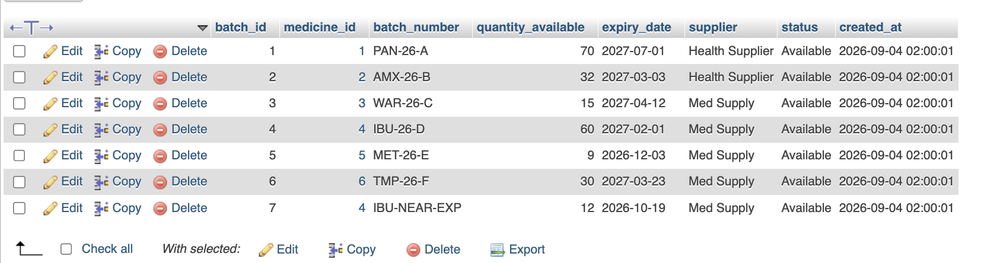 batch_id medicine_id batch_number quantity_available expiry_date supplier status created_at
Edit Copy Delete 1 1 PAN-26-A 70 2027-07-01 Health Supplier Available 2026-09-04 02:00:01
Edit Copy Delete 2 2 AMX-26-B 32 2027-03-03 Health Supplier Available 2026-09-04 02:00:01
Edit Copy Delete 3 3 WAR-26-C 15 2027-04-12 Med Supply Available 2026-09-04 02:00:01
Edit Copy Delete 4 4 IBU-26-D 60 2027-02-01 Med Supply Available 2026-09-04 02:00:01
Edit Copy Delete 5 5 MET-26-E 9 2026-12-03 Med Supply Available 2026-09-04 02:00:01
Edit Copy Delete 6 6 TMP-26-F 30 2027-03-23 Med Supply Available 2026-09-04 02:00:01
Edit Copy Delete 7 4 IBU-NEAR-EXP 12 2026-10-19 Med Supply Available 2026-09-04 02:00:01
Check all With selected: Edit Copy Delete Export